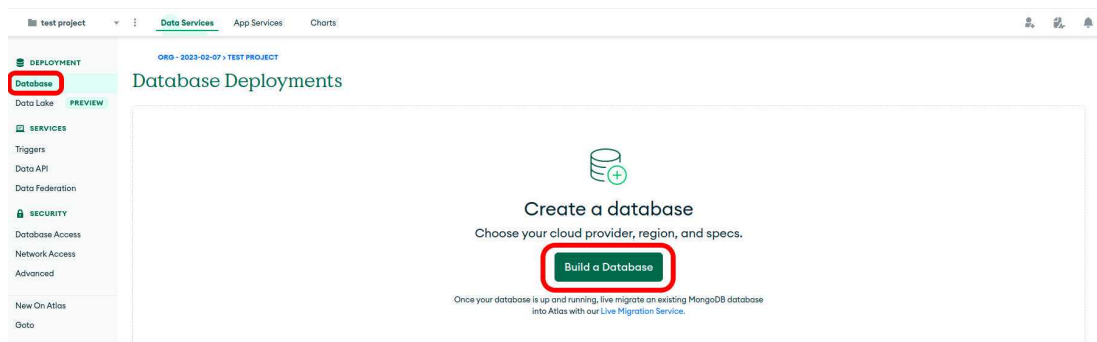 test project Data Services App Services Charts
DEPLOYMENT
Database
Data Lake PREVIEW
SERVICES
Triggers
Data API
Data Federation
SECURITY
Database Access
Network Access
Advanced
New On Atlas
Goto
ORG - 2023-02-07 > TEST PROJECT
Database Deployments
Create a database
Choose your cloud provider, region, and specs.
Build a Database
Once your database is up and running, live migrate an existing MongoDB database
into Atlas with our Live Migration Service.